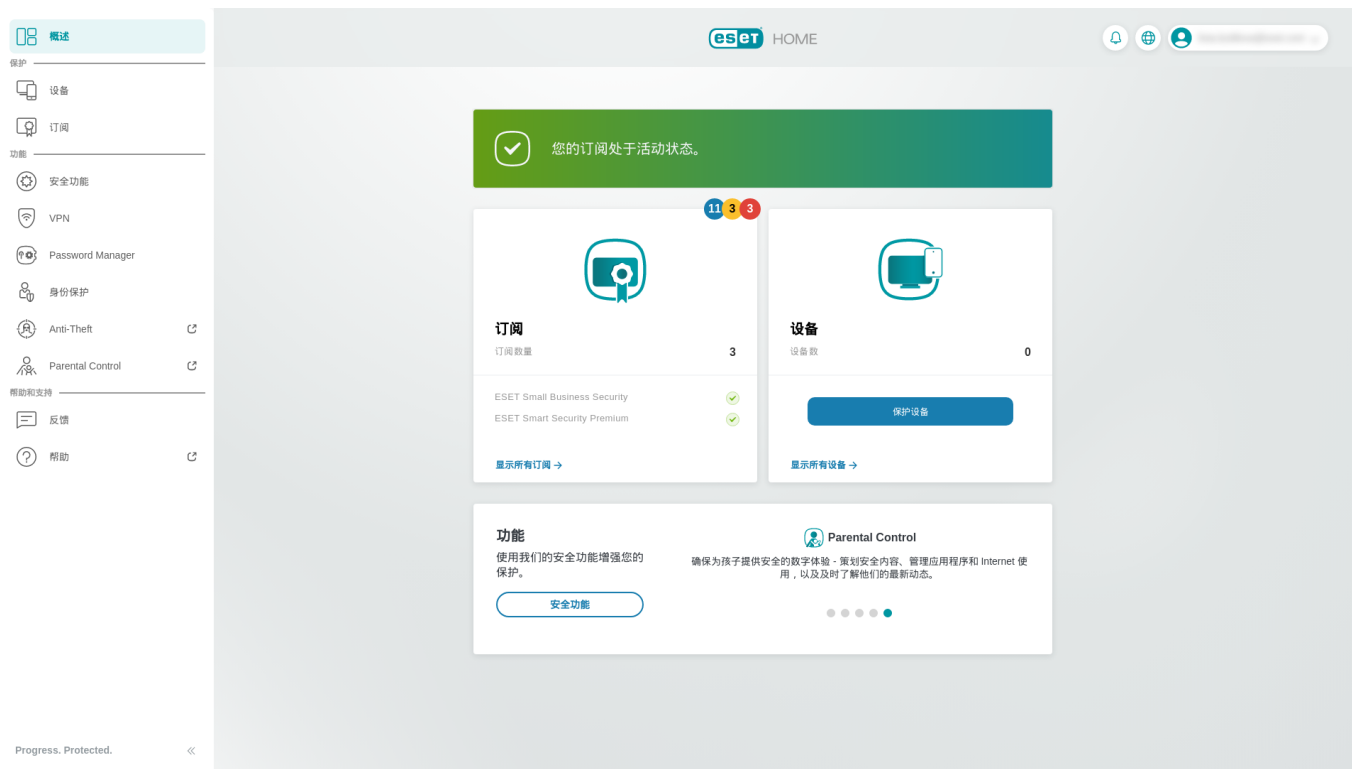 概述
保护
设备
订阅
功能
安全功能
VPN
Password Manager
身份保护
Anti-Theft
Parental Control
帮助和支持
反馈
帮助
Progress. Protected.
eseT HOME
您的订阅处于活动状态。
11 3 3
订阅
订阅数量 3
ESET Small Business Security
ESET Smart Security Premium
显示所有订阅
设备
设备数 0
保护设备
显示所有设备
功能
使用我们的安全功能增强您的
保护。
安全功能
Parental Control
确保为孩子提供安全的数字体验 - 策划安全内容、管理应用程序和 Internet 使
用，以及及时了解他们的最新动态。